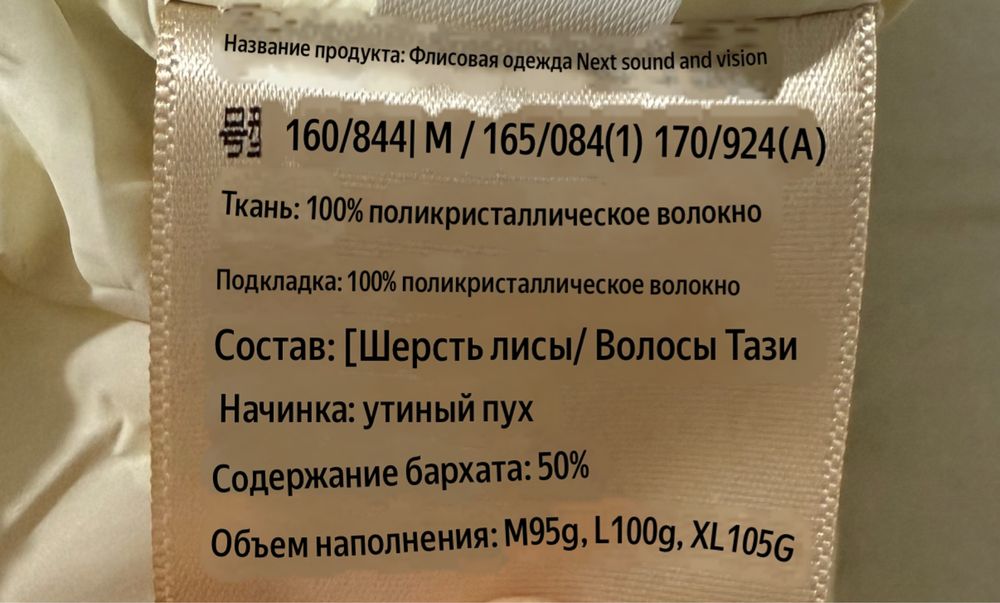 Название продукта: Флисовая одежда Next sound and vision
160/844| M / 165/084(1) 170/924(A)
Ткань: 100% поликристаллическое волокно
Подкладка: 100% поликристаллическое волокно
Состав: [Шерсть лисы/ Волосы Тази
Начинка: утиный пух
Содержание бархата: 50%
Объем наполнения: M95g, L100g, XL105G